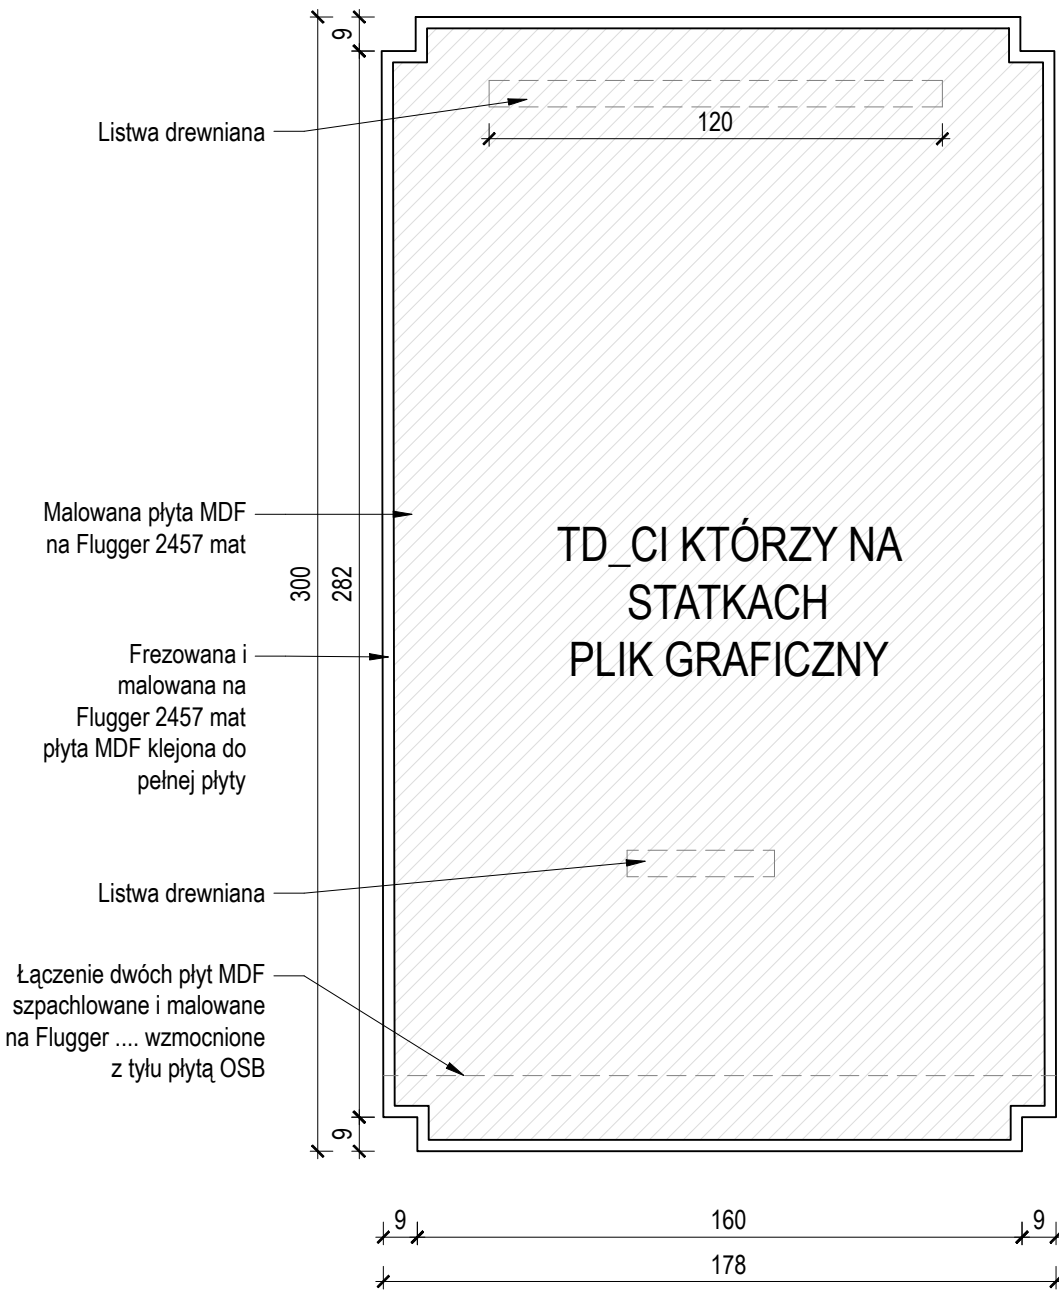 9
Listwa drewniana
120
Malowana płyta MDF
na Flugger 2457 mat
TD_CI KTÓRZY NA
STATKACH
PLIK GRAFICZNY
300
282
Frezowana i
malowana na
Flugger 2457 mat
płyta MDF klejona do
pełnej płyty
Listwa drewniana
Łączenie dwóch płyt MDF
szpachlowane i malowane
na Flugger .... wzmocnione
z tyłu płytą OSB
9
9
160
9
178